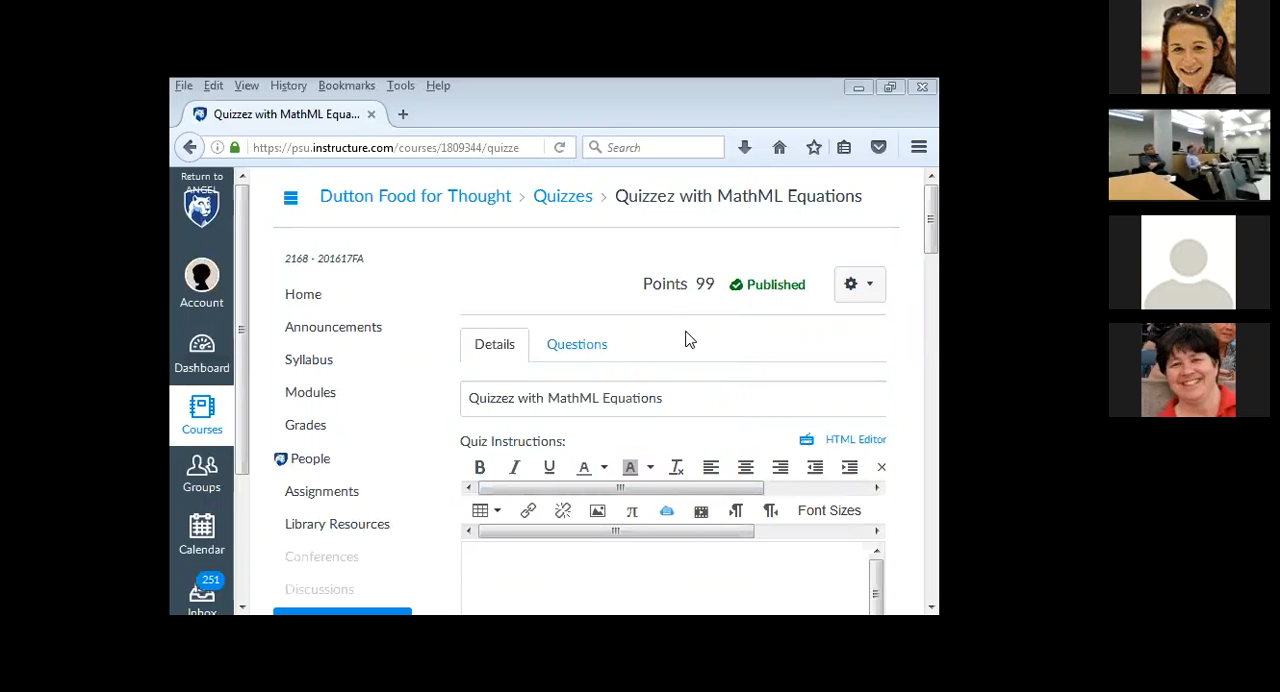 File Edit View History Bookmarks Tools Help
Quizzez with MathML Equa...
https://psu.instructure.com/courses/1809344/quizze
Search
Return to
ANGEL
Account
Dashboard
Courses
Groups
Calendar
251
Inbox
Dutton Food for Thought > Quizzes > Quizzez with MathML Equations
2168 - 201617FA
Home
Announcements
Syllabus
Modules
Grades
People
Assignments
Library Resources
Conferences
Discussions
Points 99 Published
Details Questions
Quizzez with MathML Equations
Quiz Instructions: HTML Editor
B I U A A Tx
π Font Sizes